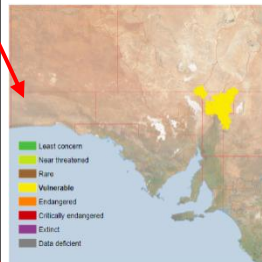 Least concern
Near threatened
Rare
Vulnerable
Endangered
Critically endangered
Extinct
Data deficient